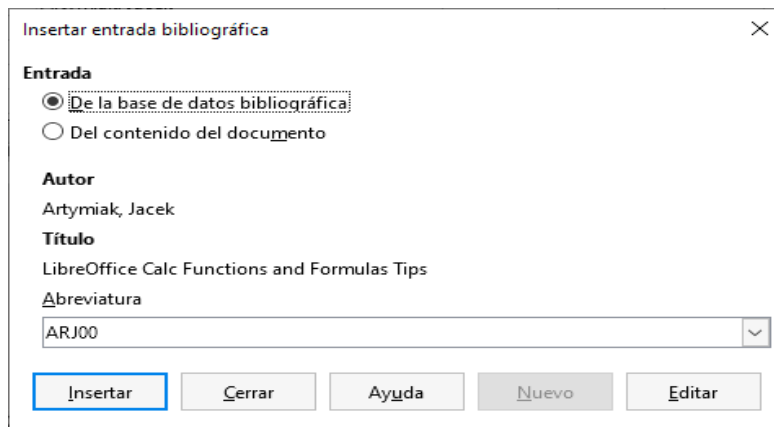 Insertar entrada bibliográfica
Entrada
De la base de datos bibliográfica
Del contenido del documento
Autor
Artymiak, Jacek
Título
LibreOffice Calc Functions and Formulas Tips
Abreviatura
ARJ00
Insertar Cerrar Ayuda Nuevo Editar